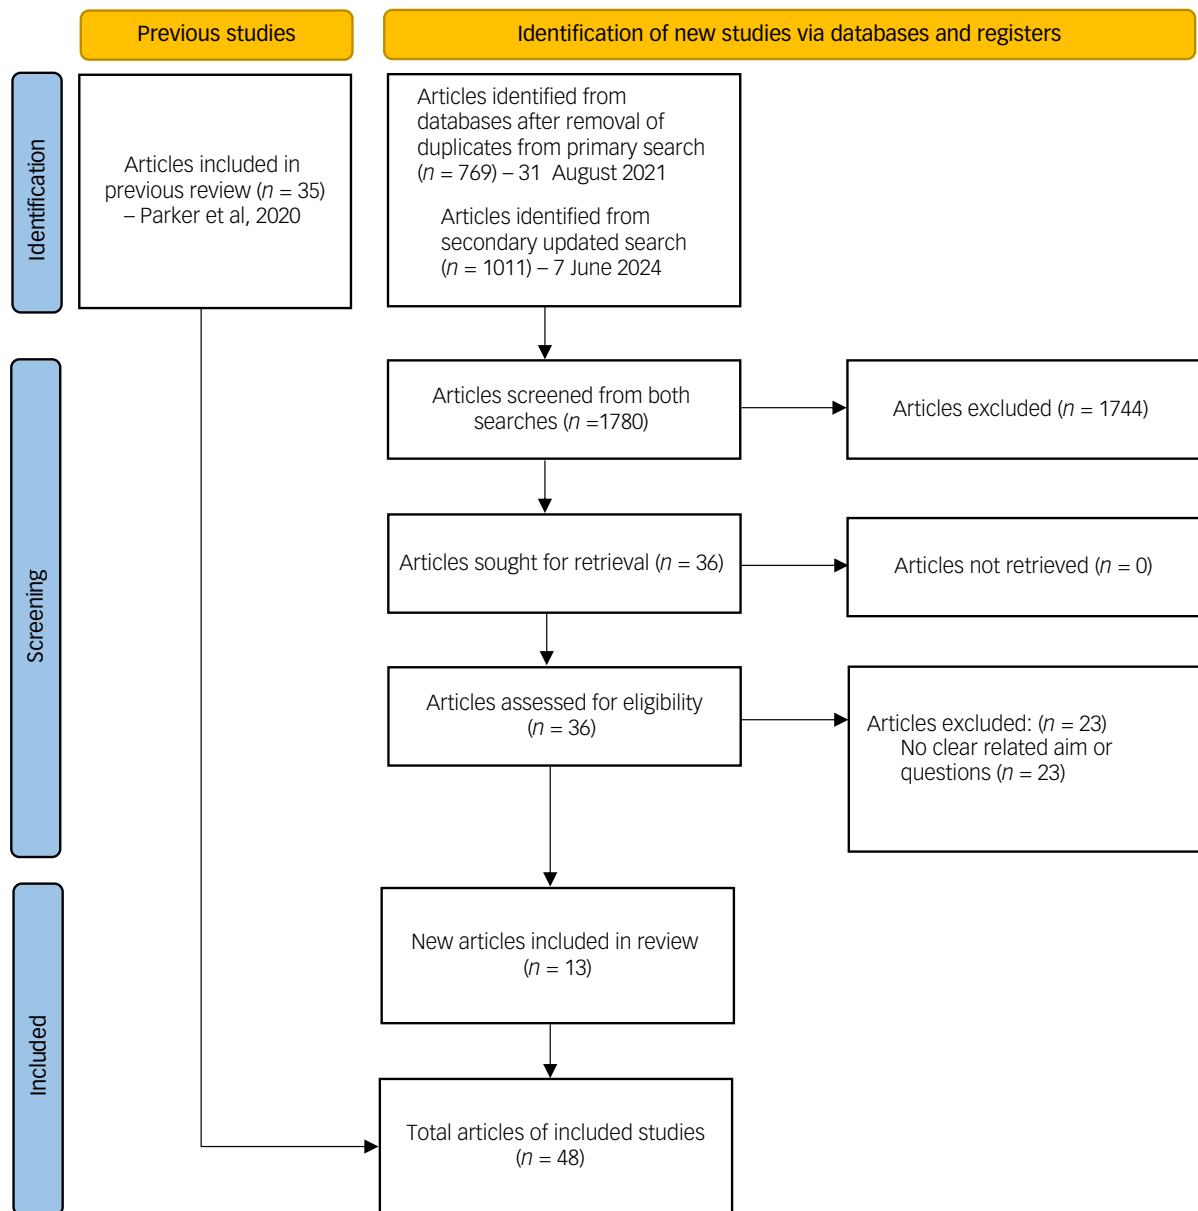 Previous studies
Identification of new studies via databases and registers
Identification
Articles included in
previous review (n = 35)
– Parker et al, 2020
Articles identified from
databases after removal of
duplicates from primary search
(n = 769) – 31 August 2021
Articles identified from
secondary updated search
(n = 1011) – 7 June 2024
Screening
Articles screened from both
searches (n =1780)
Articles excluded (n = 1744)
Articles sought for retrieval (n = 36)
Articles not retrieved (n = 0)
Articles assessed for eligibility
(n = 36)
Articles excluded: (n = 23)
No clear related aim or
questions (n = 23)
Included
New articles included in review
(n = 13)
Total articles of included studies
(n = 48)